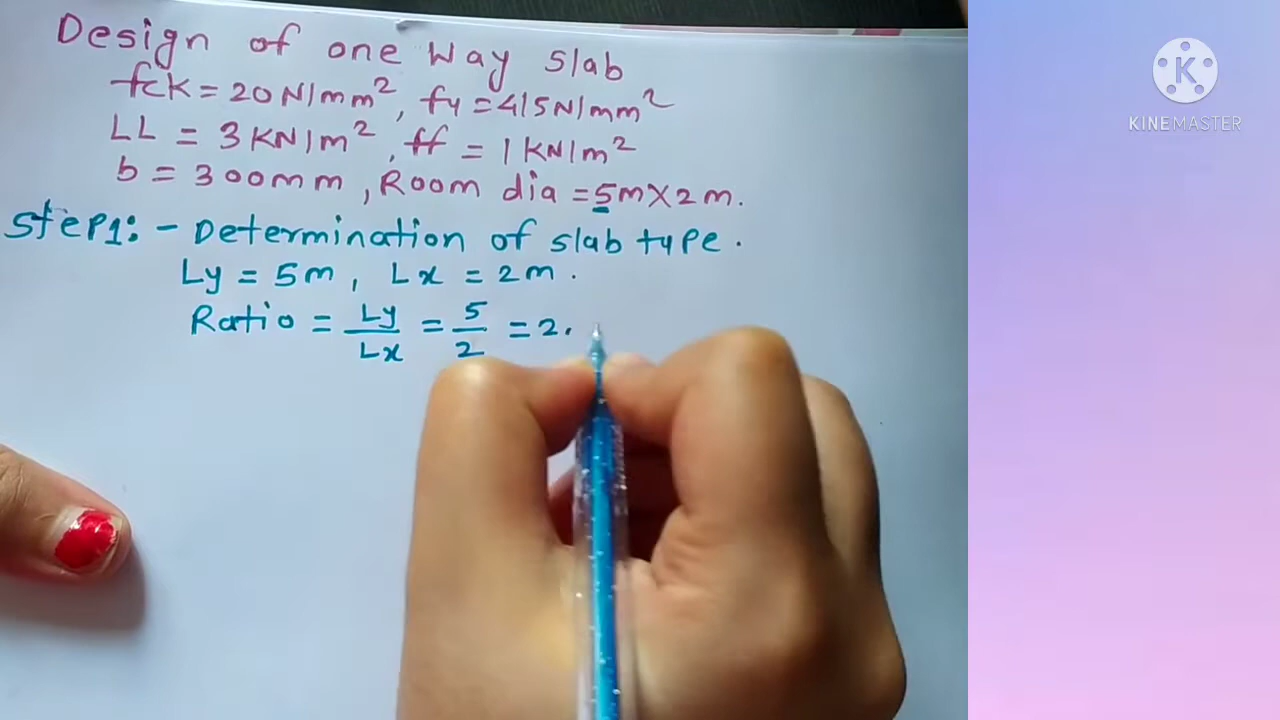 Design of one way slab
fck = 20 N/mm², fy = 415 N/mm²
LL = 3 KN/m², ff = 1 KN/m²
b = 300mm, Room dia = 5m X 2m.
Step1:- Determination of slab type.
Ly = 5m, Lx = 2m.
Ratio = Ly/Lx = 5/2 = 2.
KINEMASTER